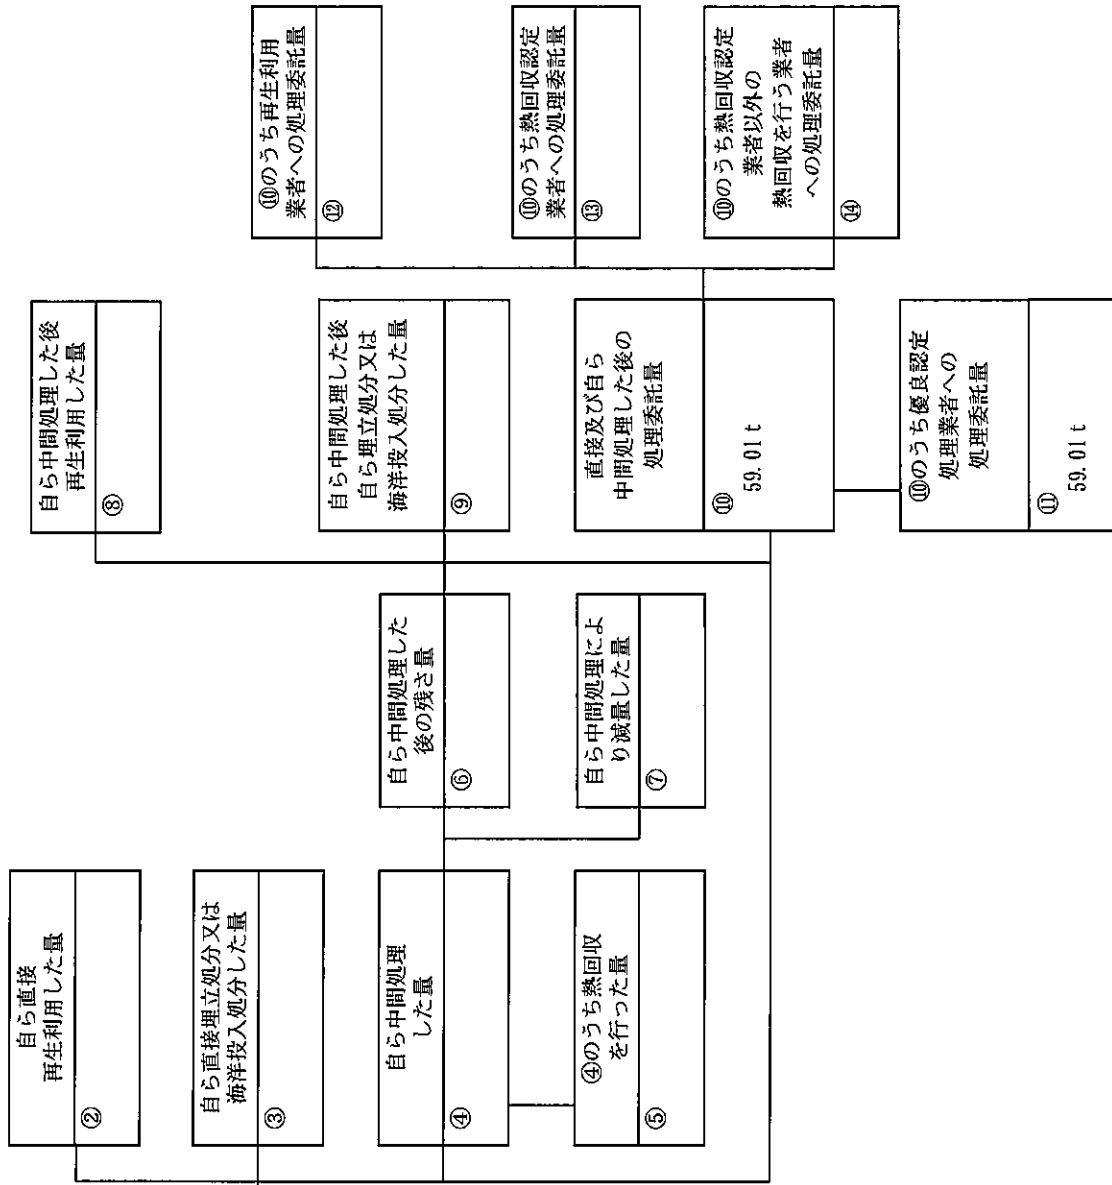 自ら直接
再生利用した量
②
自ら直接埋立処分又は
海洋投入処分した量
③
自ら中間処理
した量
④
④のうち熱回収
を行った量
⑤
自ら中間処理した
後の残さ量
⑥
自ら中間処理によ
り減量した量
⑦
自ら中間処理した後
再生利用した量
⑧
自ら中間処理した後
自ら埋立処分又は
海洋投入処分した量
⑨
直接及び自ら
中間処理した後の
処理委託量
⑩
59.01t
⑩のうち優良認定
処理業者への
処理委託量
⑪
59.01t
⑩のうち再生利用
業者への処理委託量
⑫
⑩のうち熱回収認定
業者への処理委託量
⑬
⑩のうち熱回収認定
業者以外の
熱回収を行う業者
への処理委託量
⑭